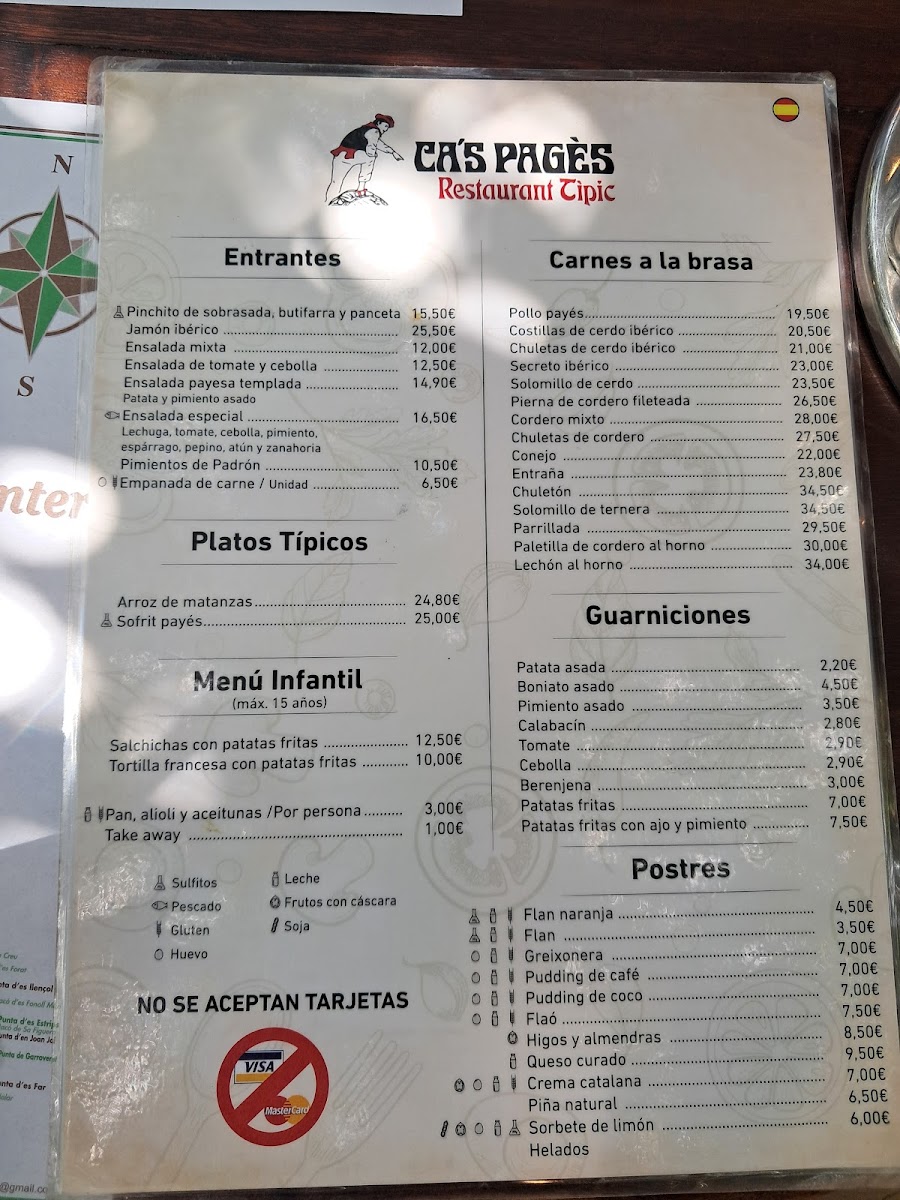 N
S
nter
CA'S PAGÈS
Restaurant Tìpic
Entrantes
Pinchito de sobrasada, butifarra y panceta 15,50€
Jamón ibérico 25,50€
Ensalada mixta 12,00€
Ensalada de tomate y cebolla 12,50€
Ensalada payesa templada 14,90€
Patata y pimiento asado
Ensalada especial 16,50€
Lechuga, tomate, cebolla, pimiento,
espárrago, pepino, atún y zanahoria
Pimientos de Padrón 10,50€
Empanada de carne / Unidad 6,50€
Platos Típicos
Arroz de matanzas 24,80€
Sofrit payés 25,00€
Menú Infantil
(máx. 15 años)
Salchichas con patatas fritas 12,50€
Tortilla francesa con patatas fritas 10,00€
Pan, alioli y aceitunas /Por persona 3,00€
Take away 1,00€
Sulfitos
Pescado
Gluten
Huevo
Leche
Frutos con cáscara
Soja
NO SE ACEPTAN TARJETAS
VISA
MasterCard
Carnes a la brasa
Pollo payés 19,50€
Costillas de cerdo ibérico 20,50€
Chuletas de cerdo ibérico 21,00€
Secreto ibérico 23,00€
Solomillo de cerdo 23,50€
Pierna de cordero fileteada 26,50€
Cordero mixto 28,00€
Chuletas de cordero 27,50€
Conejo 22,00€
Entraña 23,80€
Chuletón 34,50€
Solomillo de ternera 34,50€
Parrillada 29,50€
Paletilla de cordero al horno 30,00€
Lechón al horno 34,00€
Guarniciones
Patata asada 2,20€
Boniato asado 4,50€
Pimiento asado 3,50€
Calabacín 2,80€
Tomate 2,90€
Cebolla 2,90€
Berenjena 3,00€
Patatas fritas 7,00€
Patatas fritas con ajo y pimiento 7,50€
Postres
Flan naranja 4,50€
Flan 3,50€
Greixonera 7,00€
Pudding de café 7,00€
Pudding de coco 7,00€
Flaó 7,50€
Higos y almendras 8,50€
Queso curado 9,50€
Crema catalana 7,00€
Piña natural 6,50€
Sorbete de limón 6,00€
Helados